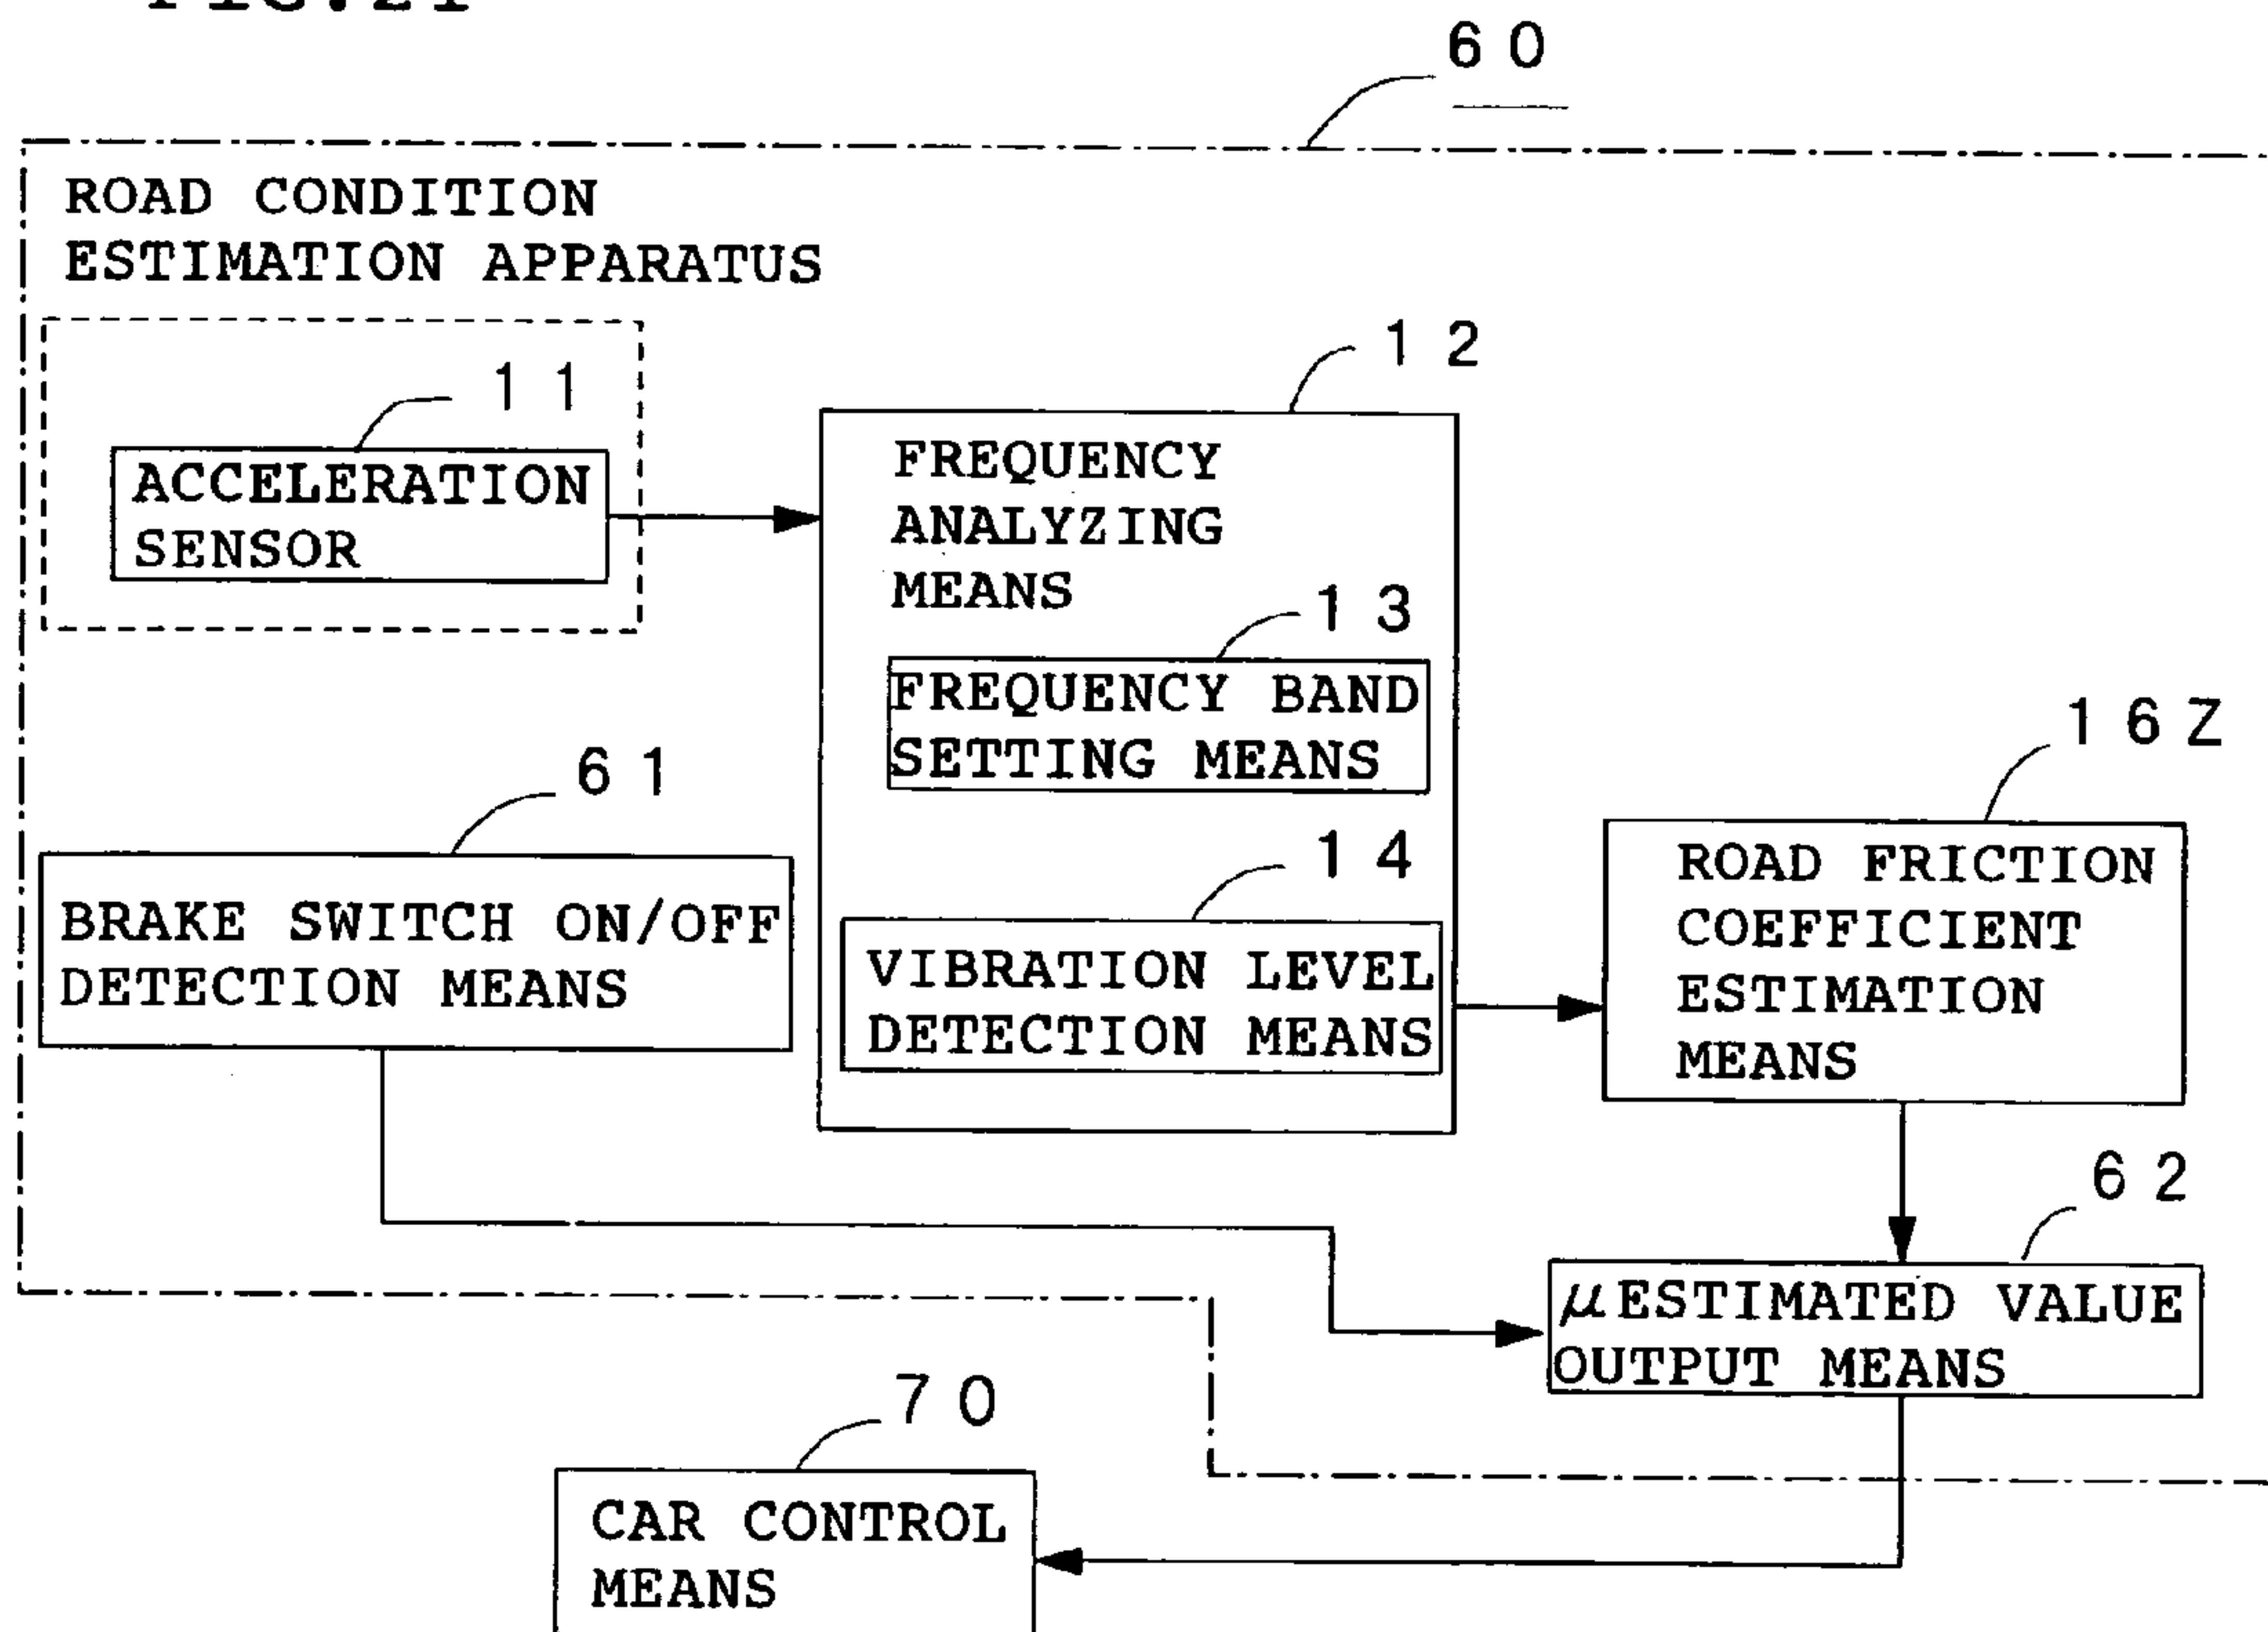 60
ROAD CONDITION
ESTIMATION APPARATUS
11
ACCELERATION
SENSOR
12
FREQUENCY
ANALYZING
MEANS
13
FREQUENCY BAND
SETTING MEANS
14
VIBRATION LEVEL
DETECTION MEANS
61
BRAKE SWITCH ON/OFF
DETECTION MEANS
16Z
ROAD FRICTION
COEFFICIENT
ESTIMATION
MEANS
62
μESTIMATED VALUE
OUTPUT MEANS
70
CAR CONTROL
MEANS